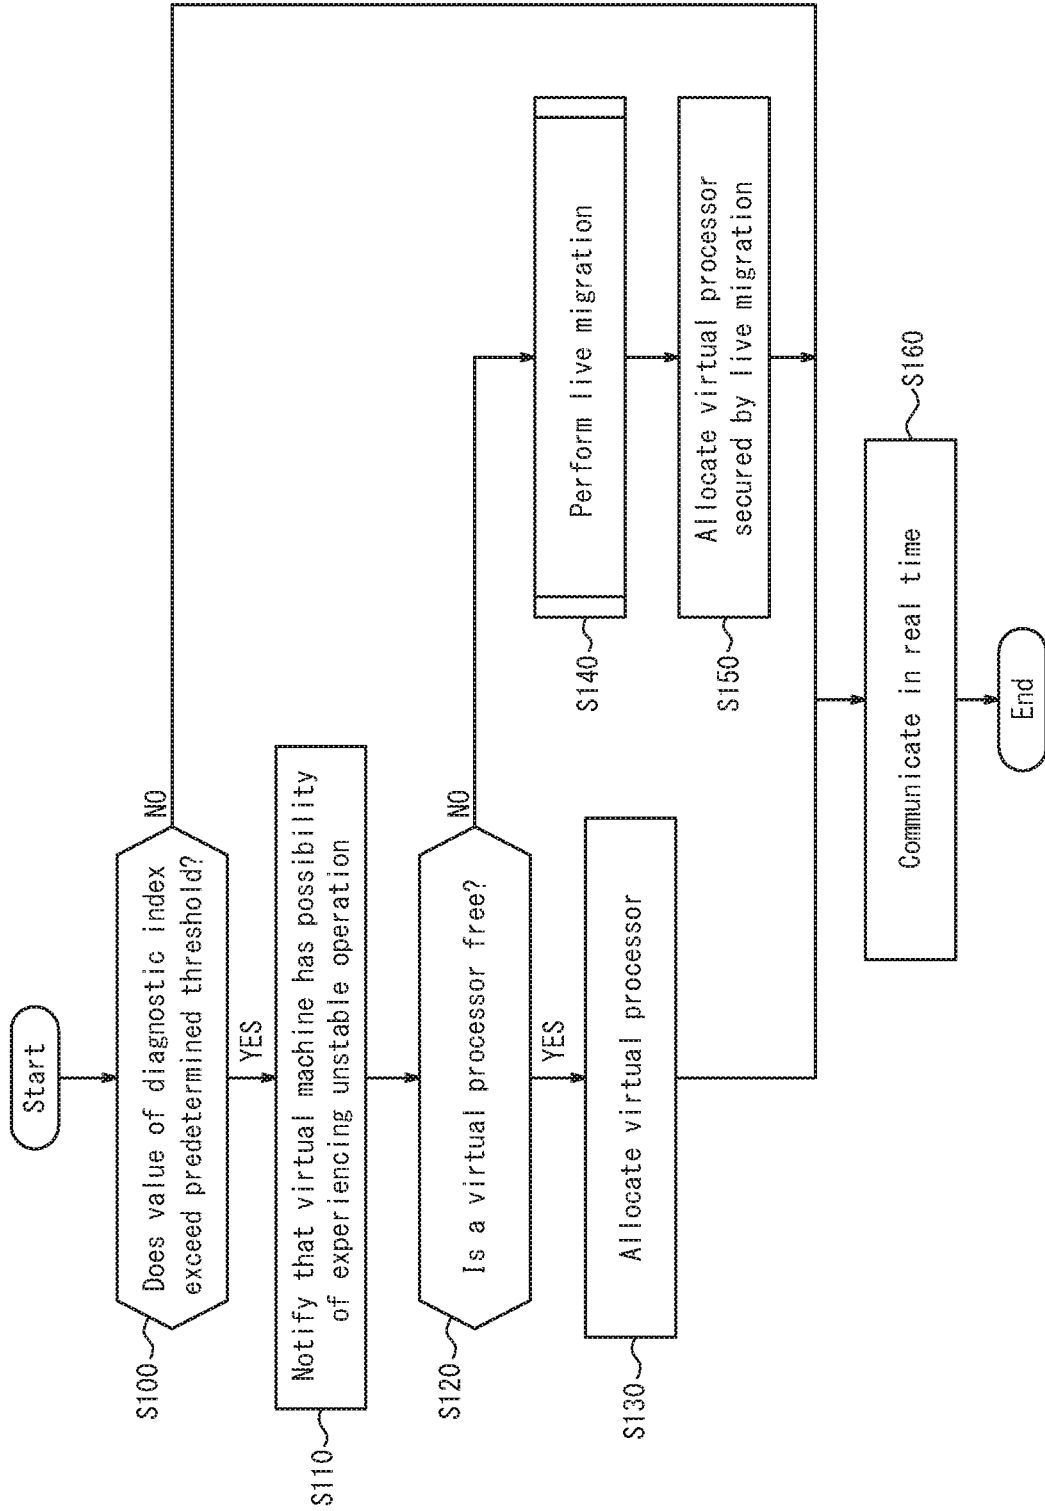 Start
S100
Does value of diagnostic index
exceed predetermined threshold?
NO
YES
S110
Notify that virtual machine has possibility
of experiencing unstable operation
S120
Is a virtual processor free?
NO
YES
S130
Allocate virtual processor
S140
Perform live migration
S150
Allocate virtual processor
secured by live migration
S160
Communicate in real time
End